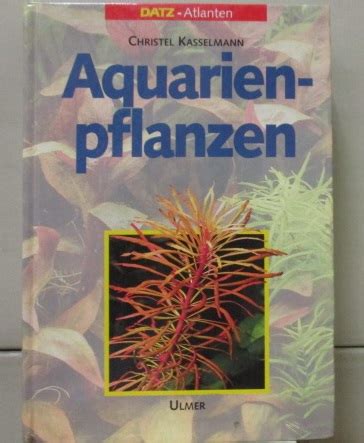 DATZ • Atlanten
CHRISTEL KASSELMANN
Aquarien-
pflanzen
ULMER